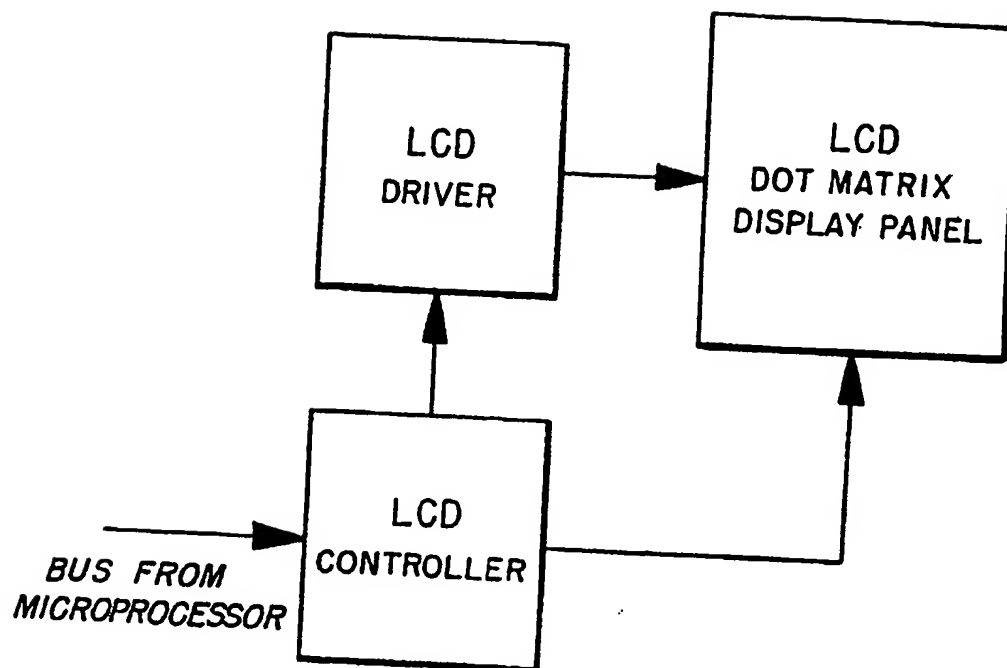 LCD
DRIVER
LCD
DOT MATRIX
DISPLAY PANEL
LCD
CONTROLLER
BUS FROM
MICROPROCESSOR